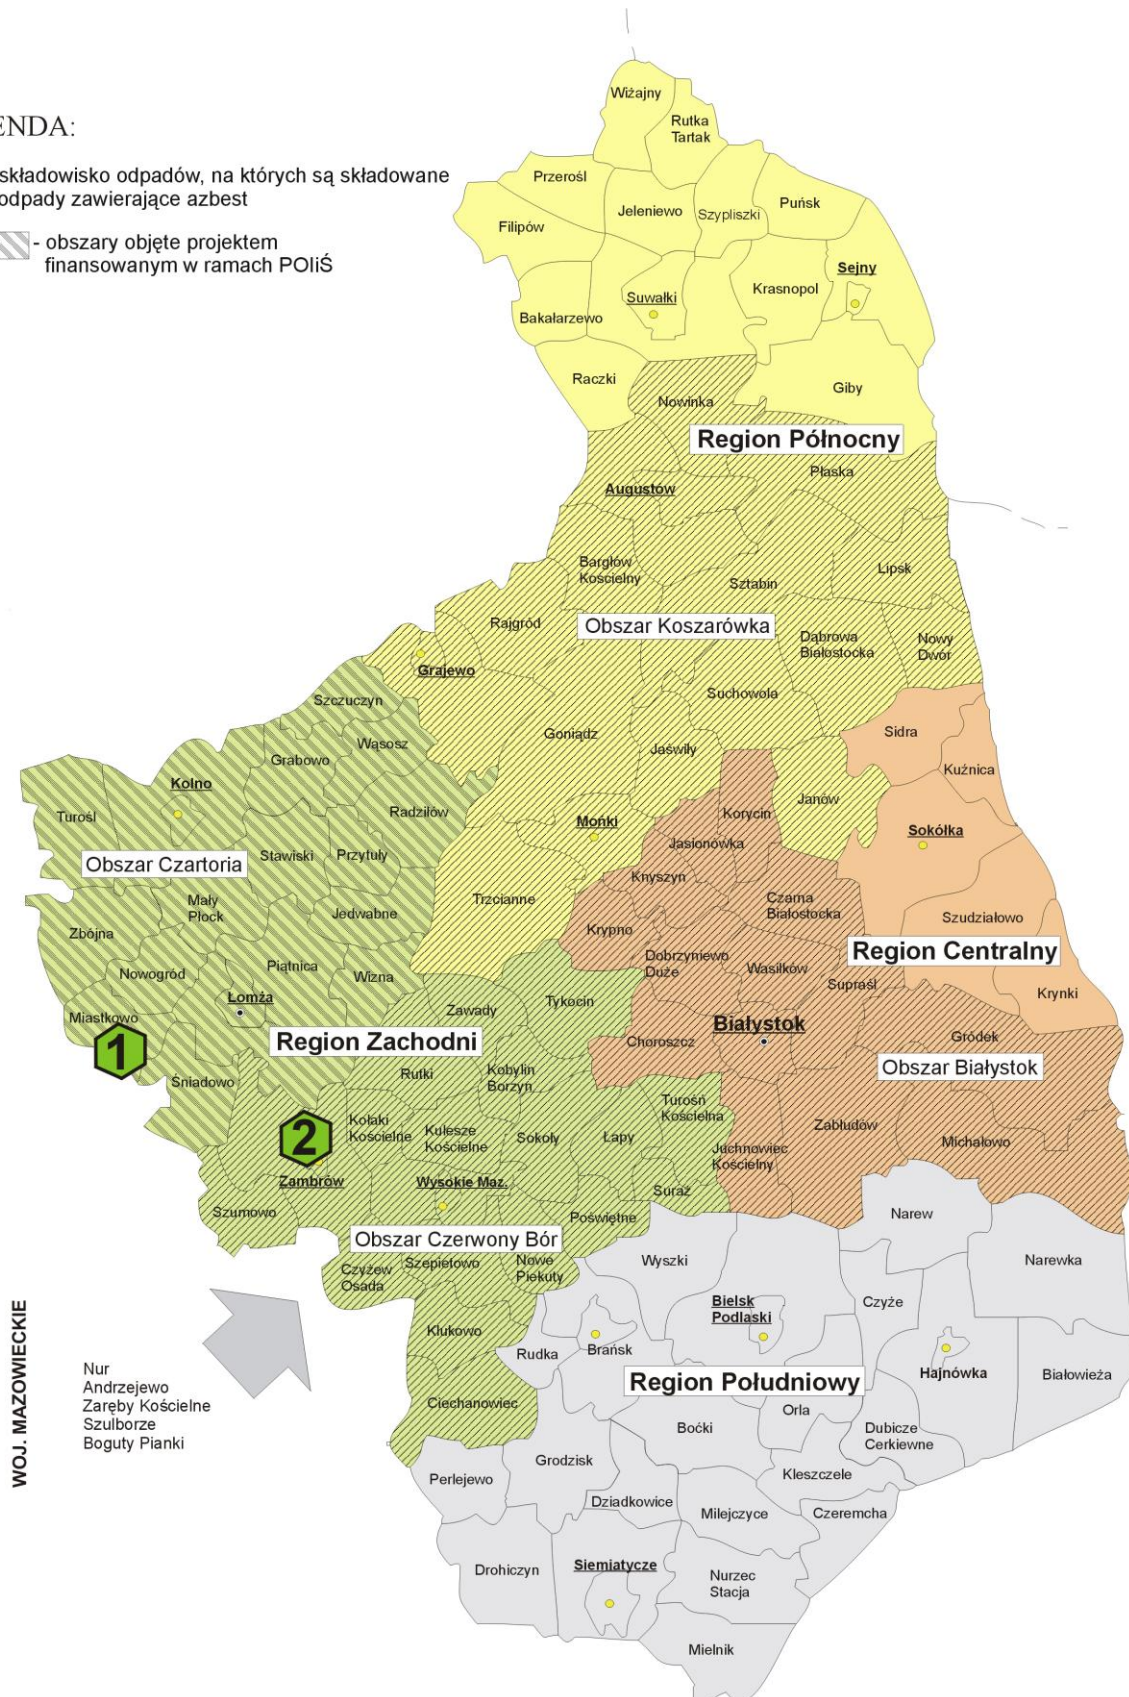 ENDA:
składowisko odpadów, na których są składowane
odpady zawierające azbest
- obszary objęte projektem
finansowanym w ramach POIiŚ
Wiżajny
Rutka
Tartak
Przerośl
Jeleniewo
Szypliszki
Puńsk
Filipów
Sejny
Suwałki
Krasnopol
Bakałarzewo
Raczki
Giby
Nowinka
Region Północny
Płaska
Augustów
Bargłów
Kościelny
Sztabin
Lipsk
Rajgród
Obszar Koszarówka
Dąbrowa
Białostocka
Nowy
Dwór
Grajewo
Szczuczyn
Suchowola
Sidra
Wąsosz
Goniądz
Jaświły
Grabowo
Kuźnica
Kolno
Janów
Turośl
Radziłów
Korycin
Mońki
Sokółka
Jasionówka
Obszar Czartoria
Stawiski
Przytuły
Knyszyn
Trzcianne
Czarna
Białostocka
Mały
Płock
Jedwabne
Szudziałowo
Zbójna
Krypno
Region Centralny
Dobrzyniewo
Duże
Nowogród
Piątnica
Wizna
Wasilków
Supraśl
Krynki
Łomża
Tykocin
Zawady
Miastkowo
Białystok
Region Zachodni
Choroszcz
Gródek
1
Obszar Białystok
Śniadowo
Rutki
Kobylin
Borzyn
Turośń
Kościelna
2
Kołaki
Kościelne
Kulesze
Kościelne
Sokoły
Łapy
Zabłudów
Michałowo
Juchnowiec
Kościelny
Zambrów
Wysokie Maz.
Suraż
Szumowo
Poświętne
Narew
Obszar Czerwony Bór
Szepietowo
Nowe
Piekuty
Wyszki
Narewka
Czyżew
Osada
Bielsk
Podlaski
Czyże
Klukowo
Rudka
Brańsk
Hajnówka
Białowieża
WOJ. MAZOWIECKIE
Nur
Andrzejewo
Zaręby Kościelne
Szulborze
Boguty Pianki
Region Południowy
Ciechanowiec
Orla
Boćki
Dubicze
Cerkiewne
Grodzisk
Perlejewo
Kleszczele
Dziadkowice
Milejczyce
Czeremcha
Drohiczyn
Siemiatycze
Nurzec
Stacja
Mielnik